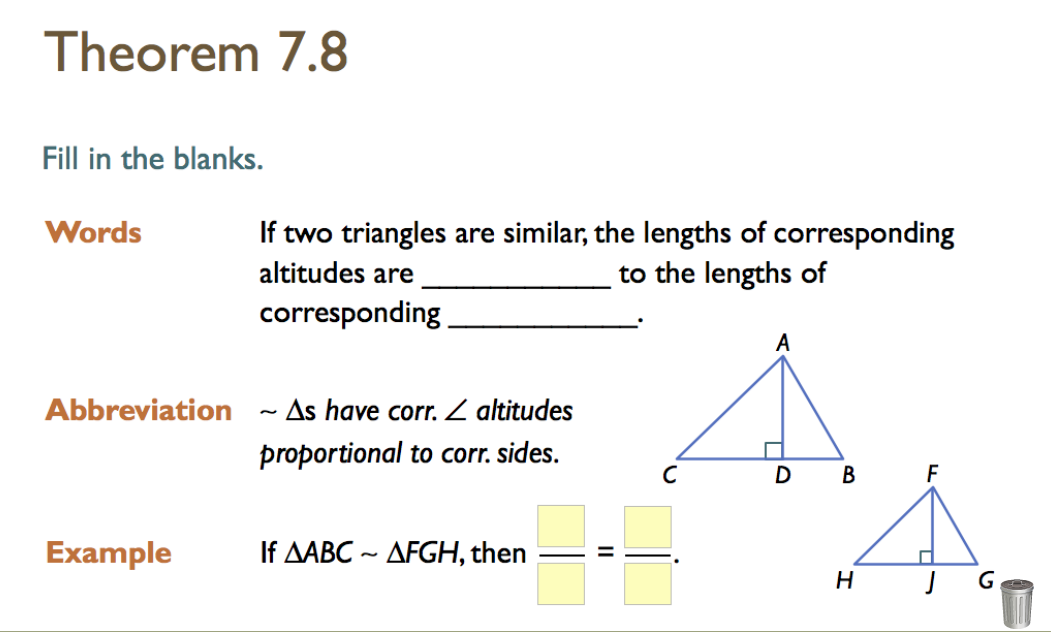 Theorem 7.8
Fill in the blanks.
Words
If two triangles are similar, the lengths of corresponding
altitudes are ____________ to the lengths of
corresponding ____________.
Abbreviation
~ Δs have corr. ∠ altitudes
proportional to corr. sides.
Example
If ΔABC ~ ΔFGH, then — = —.
A
C D B
F
H J G